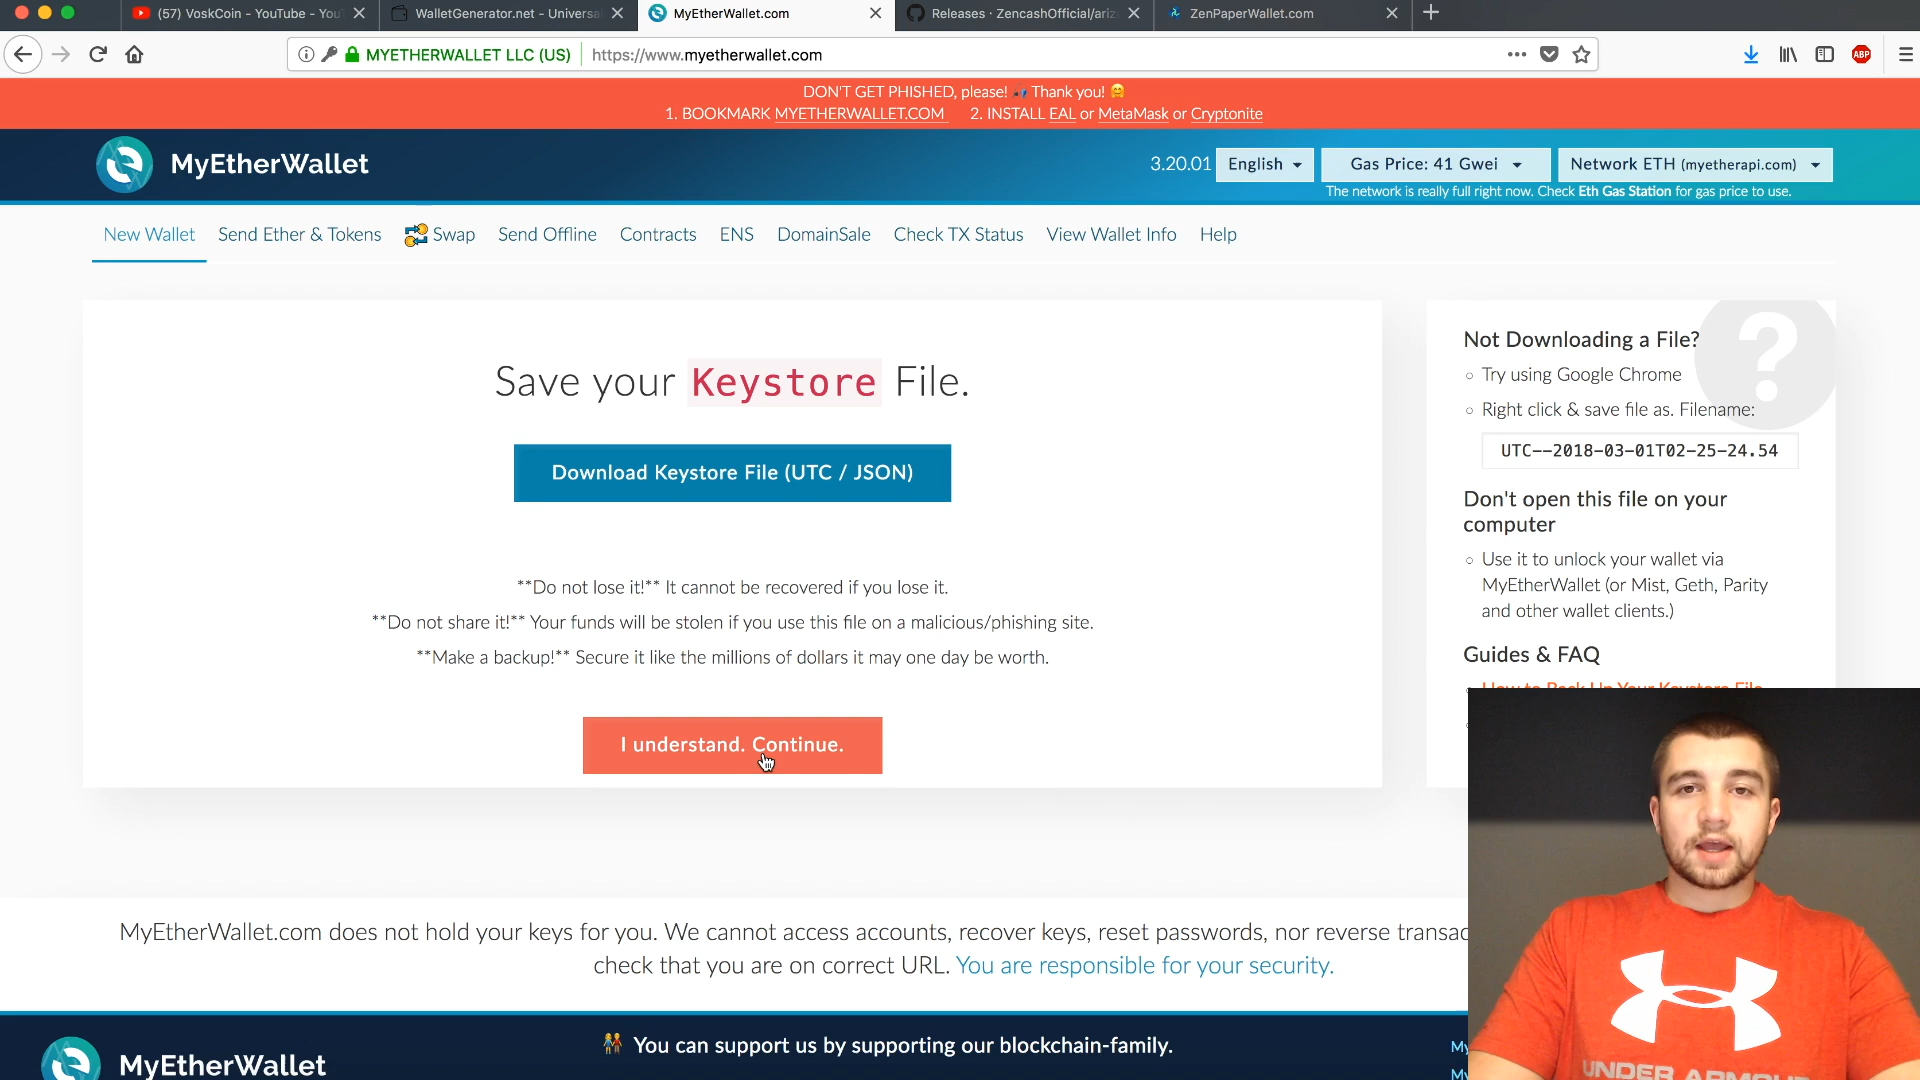 (57) VoskCoin - YouTube - You
WalletGenerator.net - Universa
MyEtherWallet.com
Releases · ZencashOfficial/ariz
ZenPaperWallet.com
MYETHERWALLET LLC (US)
https://www.myetherwallet.com
ABP
DON'T GET PHISHED, please! Thank you!
1. BOOKMARK MYETHERWALLET.COM 2. INSTALL EAL or MetaMask or Cryptonite
MyEtherWallet
3.20.01
English
Gas Price: 41 Gwei
Network ETH (myetherapi.com)
The network is really full right now. Check Eth Gas Station for gas price to use.
New Wallet
Send Ether & Tokens
Swap
Send Offline
Contracts
ENS
DomainSale
Check TX Status
View Wallet Info
Help
Save your Keystore File.
Download Keystore File (UTC / JSON)
**Do not lose it!** It cannot be recovered if you lose it.
**Do not share it!** Your funds will be stolen if you use this file on a malicious/phishing site.
**Make a backup!** Secure it like the millions of dollars it may one day be worth.
I understand. Continue.
Not Downloading a File?
Try using Google Chrome
Right click & save file as. Filename:
UTC--2018-03-01T02-25-24.54
Don't open this file on your
computer
Use it to unlock your wallet via
MyEtherWallet (or Mist, Geth, Parity
and other wallet clients.)
Guides & FAQ
How to Back Up Your Keystore File
MyEtherWallet.com does not hold your keys for you. We cannot access accounts, recover keys, reset passwords, nor reverse transac
check that you are on correct URL. You are responsible for your security.
MyEtherWallet
You can support us by supporting our blockchain-family.
My
My
UNDER ARMOUR